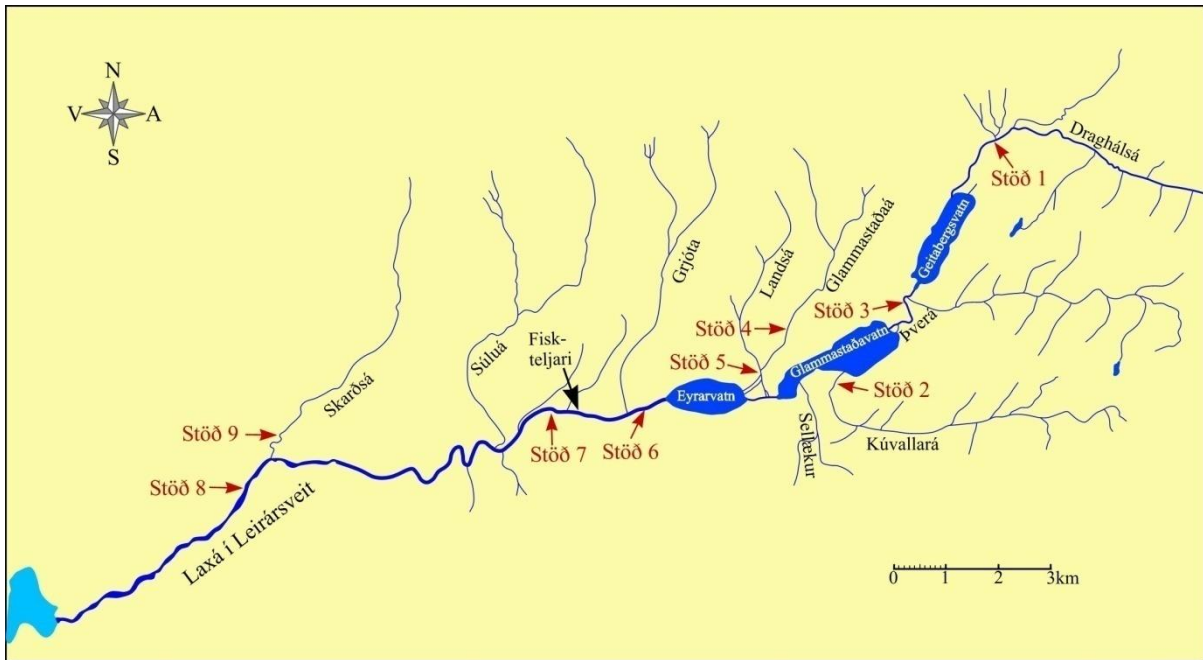 N
V A
S
Draghálsá
Stöð 1
Geitabergsvatn
Glammastaðaá
Landsá
Grjóta
Stöð 3
Þverá
Stöð 4
Glammastaðavatn
Súluá
Fisk-
teljari
Stöð 5
Eyrarvatn
Stöð 2
Skarðsá
Stöð 9
Stöð 7
Stöð 6
Sellækur
Kúvallará
Stöð 8
Laxá í Leirársveit
0 1 2 3km